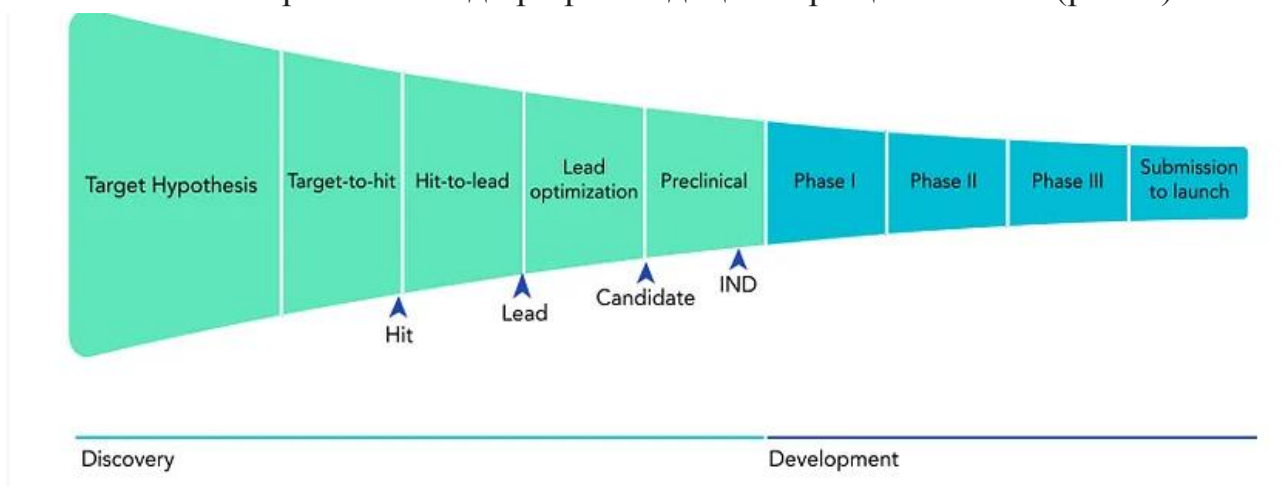 Target Hypothesis
Target-to-hit
Hit-to-lead
Lead
optimization
Preclinical
Phase I
Phase II
Phase III
Submission
to launch
Hit
Lead
Candidate
IND
Discovery
Development